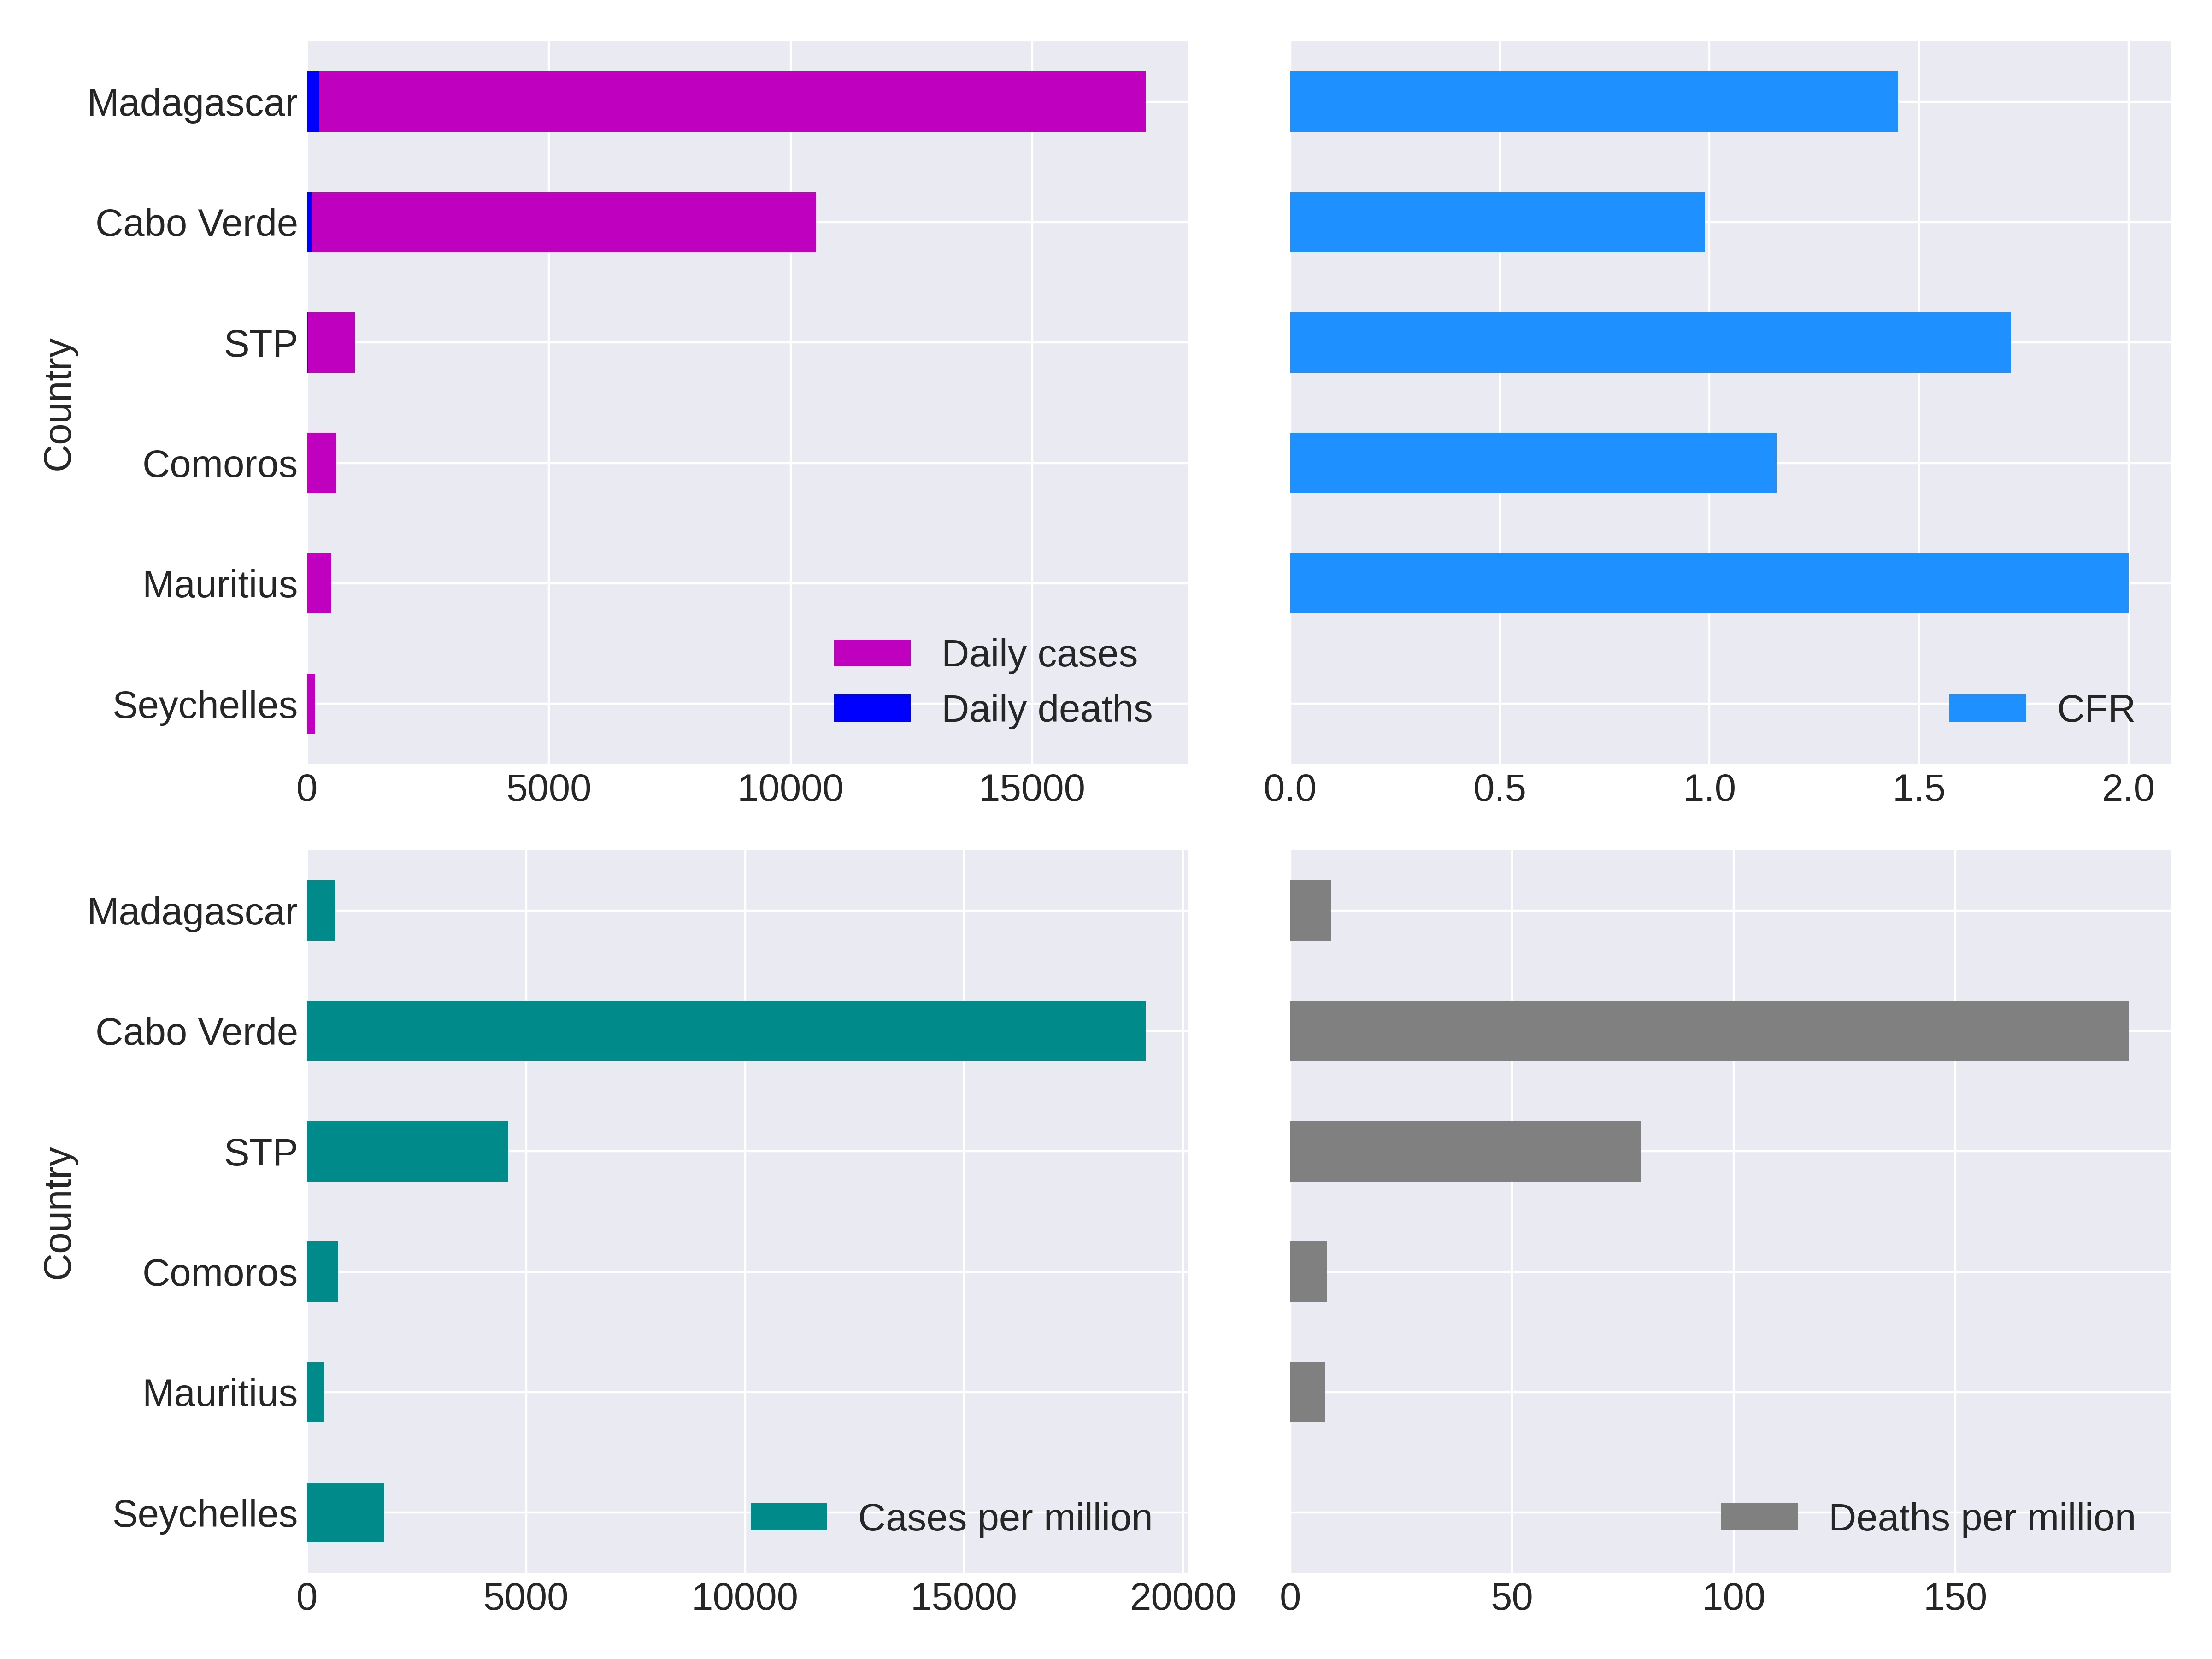 Country
Madagascar
Cabo Verde
STP
Comoros
Mauritius
Seychelles
Daily cases
Daily deaths
0 5000 10000 15000
CFR
0.0 0.5 1.0 1.5 2.0
Country
Madagascar
Cabo Verde
STP
Comoros
Mauritius
Seychelles
Cases per million
0 5000 10000 15000 20000
Deaths per million
0 50 100 150